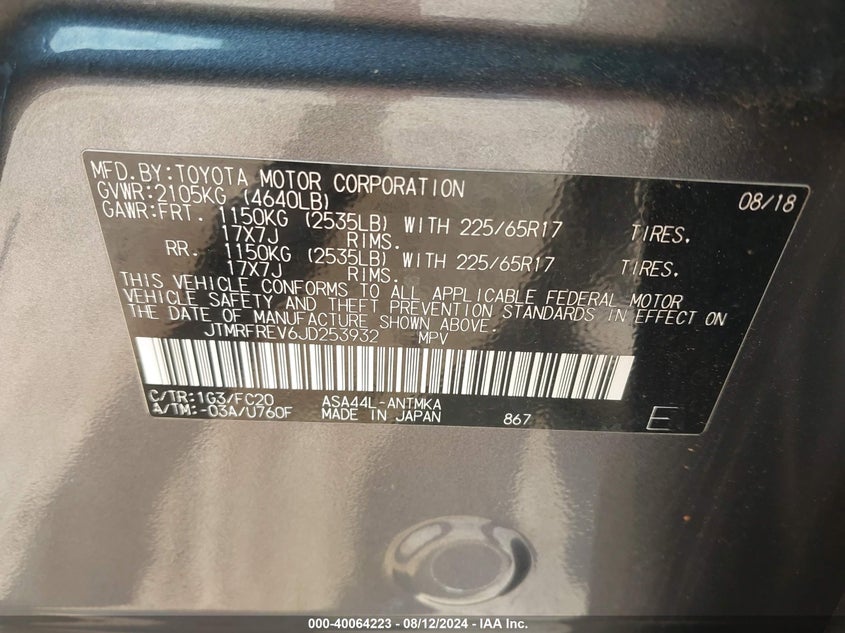 MFD.BY:TOYOTA MOTOR CORPORATION 08/18
GVWR:2105KG (4640LB)
GAWR:FRT. 1150KG (2535LB) WITH 225/65R17 TIRES,
17X7J RIMS.
RR. 1150KG (2535LB) WITH 225/65R17 TIRES,
17X7J RIMS.
THIS VEHICLE CONFORMS TO ALL APPLICABLE FEDERAL MOTOR
VEHICLE SAFETY AND THEFT PREVENTION STANDARDS IN EFFECT ON
THE DATE OF MANUFACTURE SHOWN ABOVE.
JTMRFREV6JD253932 MPV
C/TR:1G3/FC20 ASA44L-ANTMKA
A/TM:-03A/U760F MADE IN JAPAN 867 E
000-40064223 - 08/12/2024 - IAA Inc.